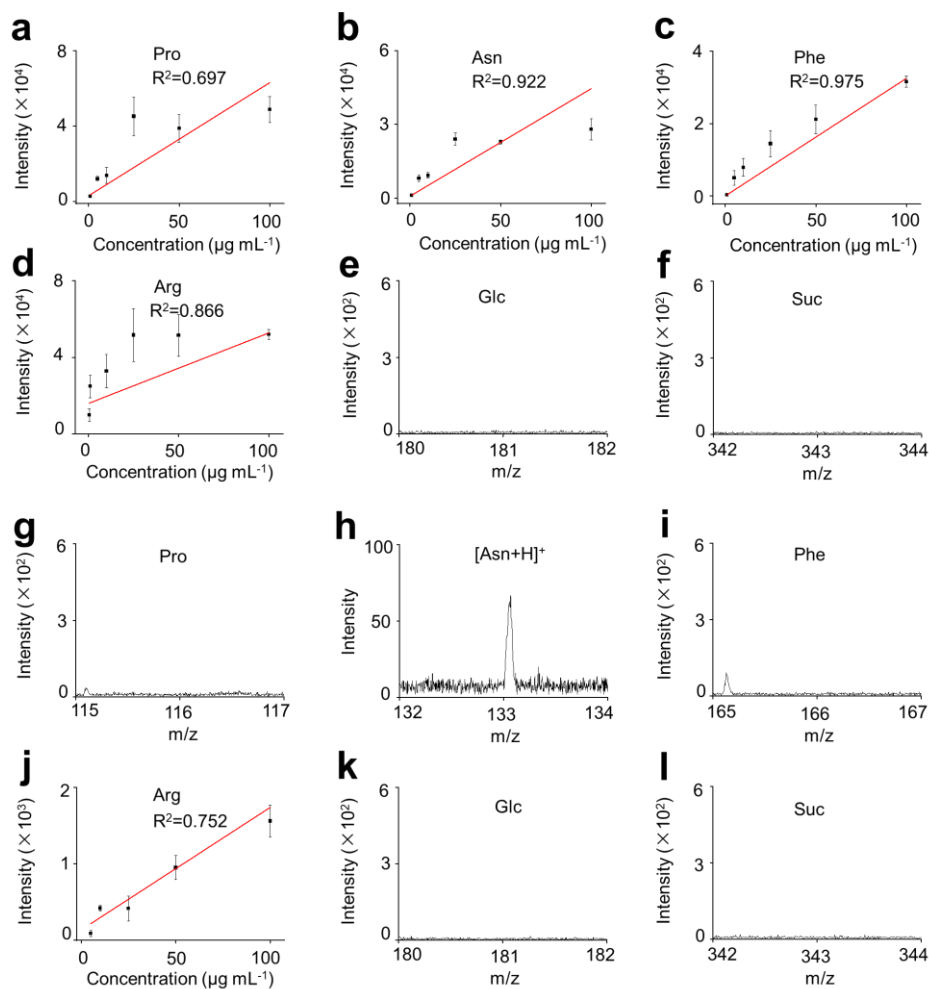 a
Pro
R²=0.697
Intensity (×10⁴)
8
4
0
0
50
100
Concentration (µg mL⁻¹)
b
Asn
R²=0.922
Intensity (×10⁴)
6
3
0
0
50
100
Concentration (µg mL⁻¹)
c
Phe
R²=0.975
Intensity (×10⁴)
4
2
0
0
50
100
Concentration (µg mL⁻¹)
d
Arg
R²=0.866
Intensity (×10⁴)
8
4
0
0
50
100
Concentration (µg mL⁻¹)
e
Glc
Intensity (×10²)
6
3
0
180
181
182
m/z
f
Suc
Intensity (×10²)
6
3
0
342
343
344
m/z
g
Pro
Intensity (×10²)
6
3
0
115
116
117
m/z
h
[Asn+H]⁺
Intensity
100
50
0
132
133
134
m/z
i
Phe
Intensity (×10²)
6
3
0
165
166
167
m/z
j
Arg
R²=0.752
Intensity (×10³)
2
1
0
0
50
100
Concentration (µg mL⁻¹)
k
Glc
Intensity (×10²)
6
3
0
180
181
182
m/z
l
Suc
Intensity (×10²)
6
3
0
342
343
344
m/z